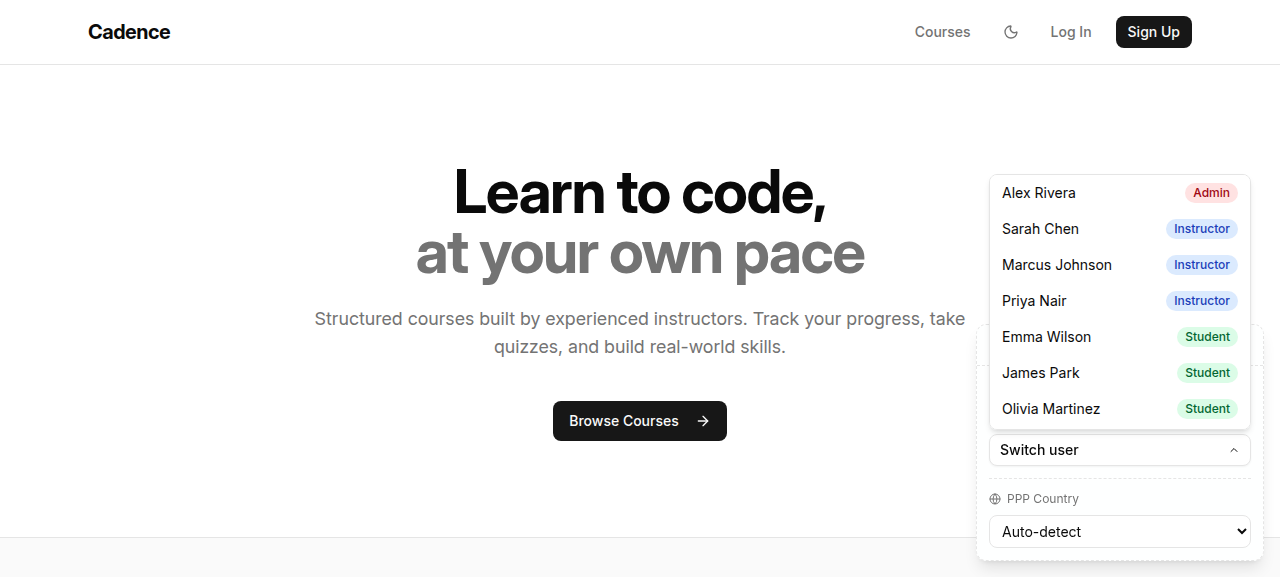 Cadence
Courses
Log In
Sign Up
Learn to code,
at your own pace
Structured courses built by experienced instructors. Track your progress, take
quizzes, and build real-world skills.
Browse Courses
Alex Rivera Admin
Sarah Chen Instructor
Marcus Johnson Instructor
Priya Nair Instructor
Emma Wilson Student
James Park Student
Olivia Martinez Student
Switch user
PPP Country
Auto-detect